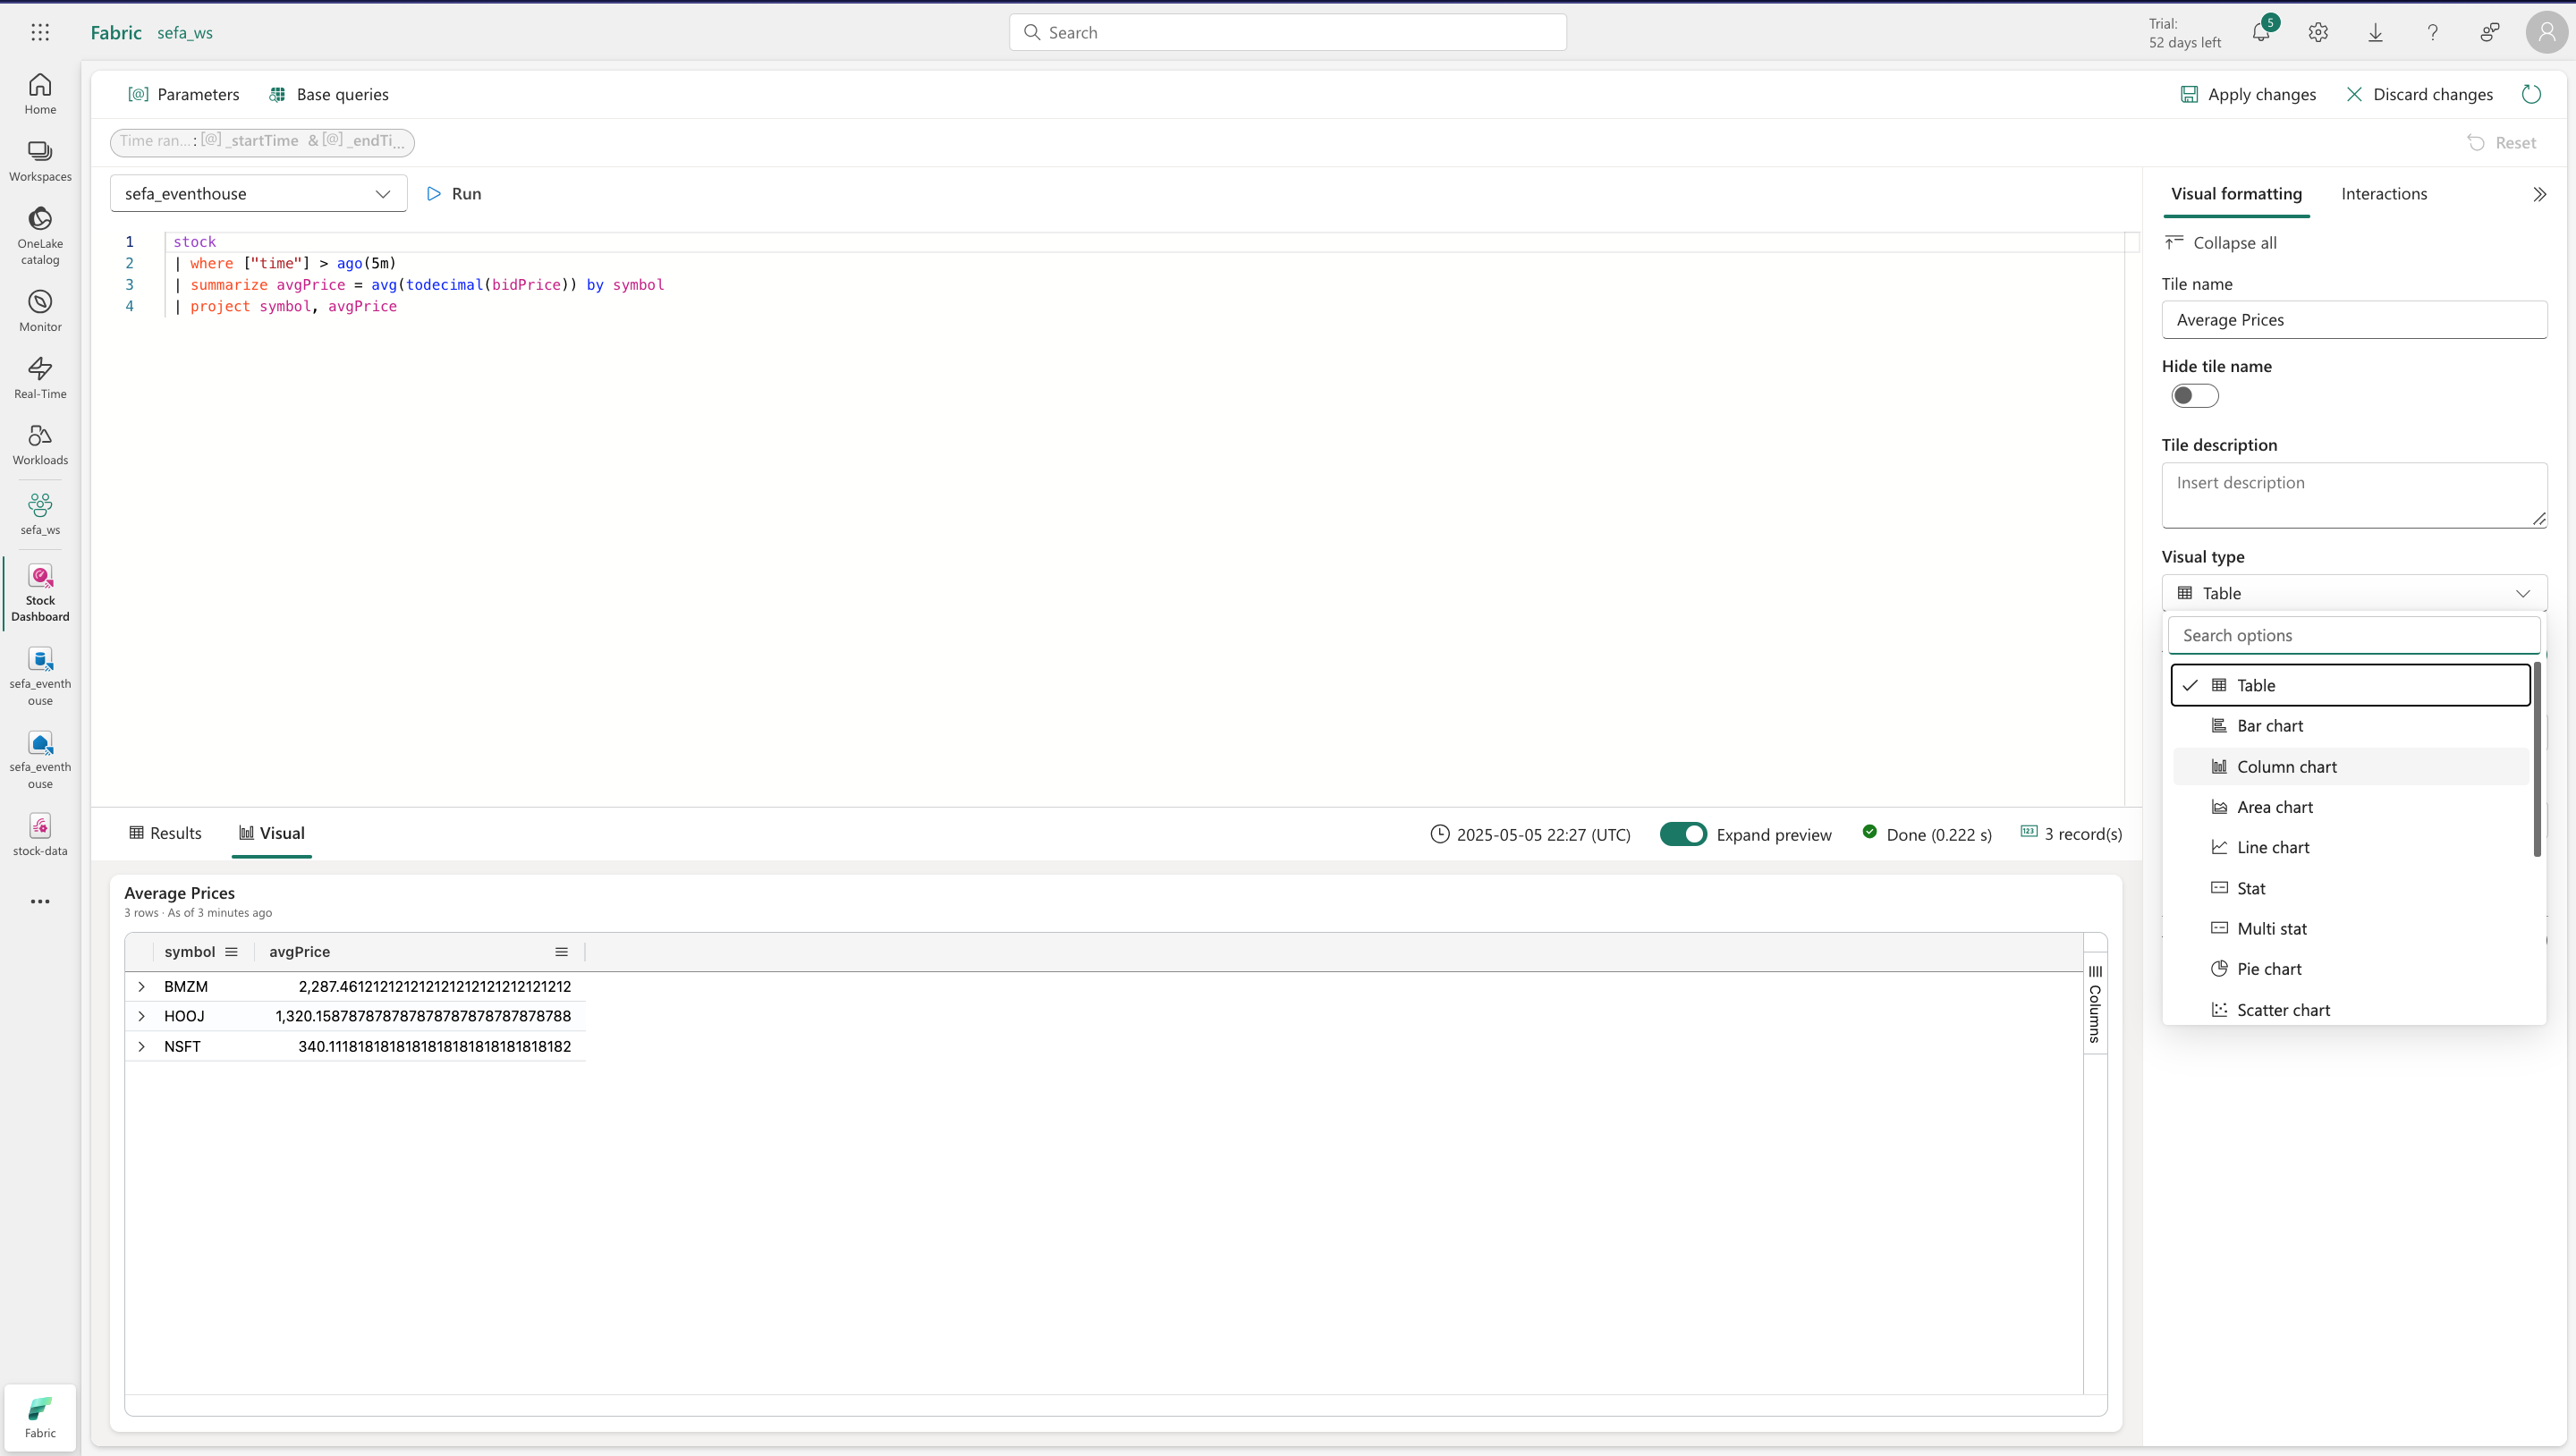 Fabric sefa_ws
Search
Trial:
52 days left
5
Home
Workspaces
OneLake
catalog
Monitor
Real-Time
Workloads
sefa_ws
Stock
Dashboard
sefa_eventh
ouse
sefa_eventh
ouse
stock-data
Fabric
[@] Parameters Base queries
Apply changes Discard changes
Time ran...: [@] _startTime & [@] _endTi...
Reset
sefa_eventhouse Run
1 stock
2 | where ["time"] > ago(5m)
3 | summarize avgPrice = avg(todecimal(bidPrice)) by symbol
4 | project symbol, avgPrice
Results Visual
2025-05-05 22:27 (UTC) Expand preview Done (0.222 s) 123 3 record(s)
Average Prices
3 rows · As of 3 minutes ago
symbol avgPrice
BMZM 2,287.4612121212121212121212121212
HOOJ 1,320.1587878787878787878787878788
NSFT 340.11181818181818181818181818182
Columns
Visual formatting Interactions
Collapse all
Tile name
Average Prices
Hide tile name
Tile description
Insert description
Visual type
Table
Search options
Table
Bar chart
Column chart
Area chart
Line chart
Stat
Multi stat
Pie chart
Scatter chart